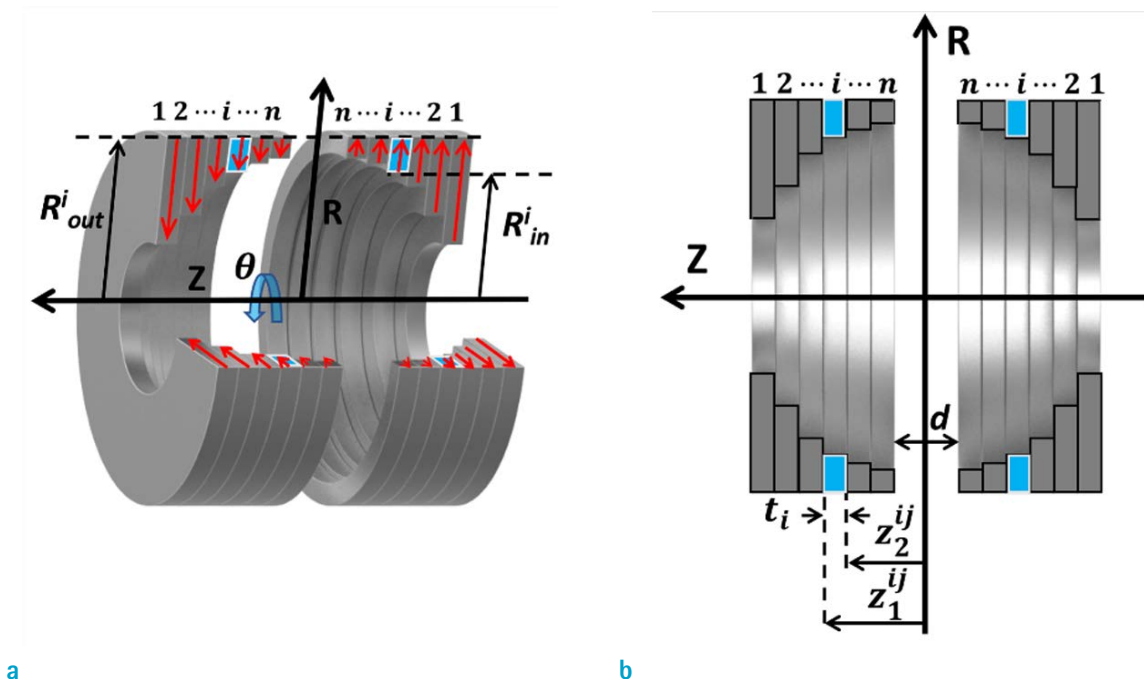 1 2 ⋯ i ⋯ n
n ⋯ i ⋯ 2 1
R^i_out
R
R^i_in
θ
Z
a
R
1 2 ⋯ i ⋯ n
n ⋯ i ⋯ 2 1
Z
d
t_i
z_2^{ij}
z_1^{ij}
b